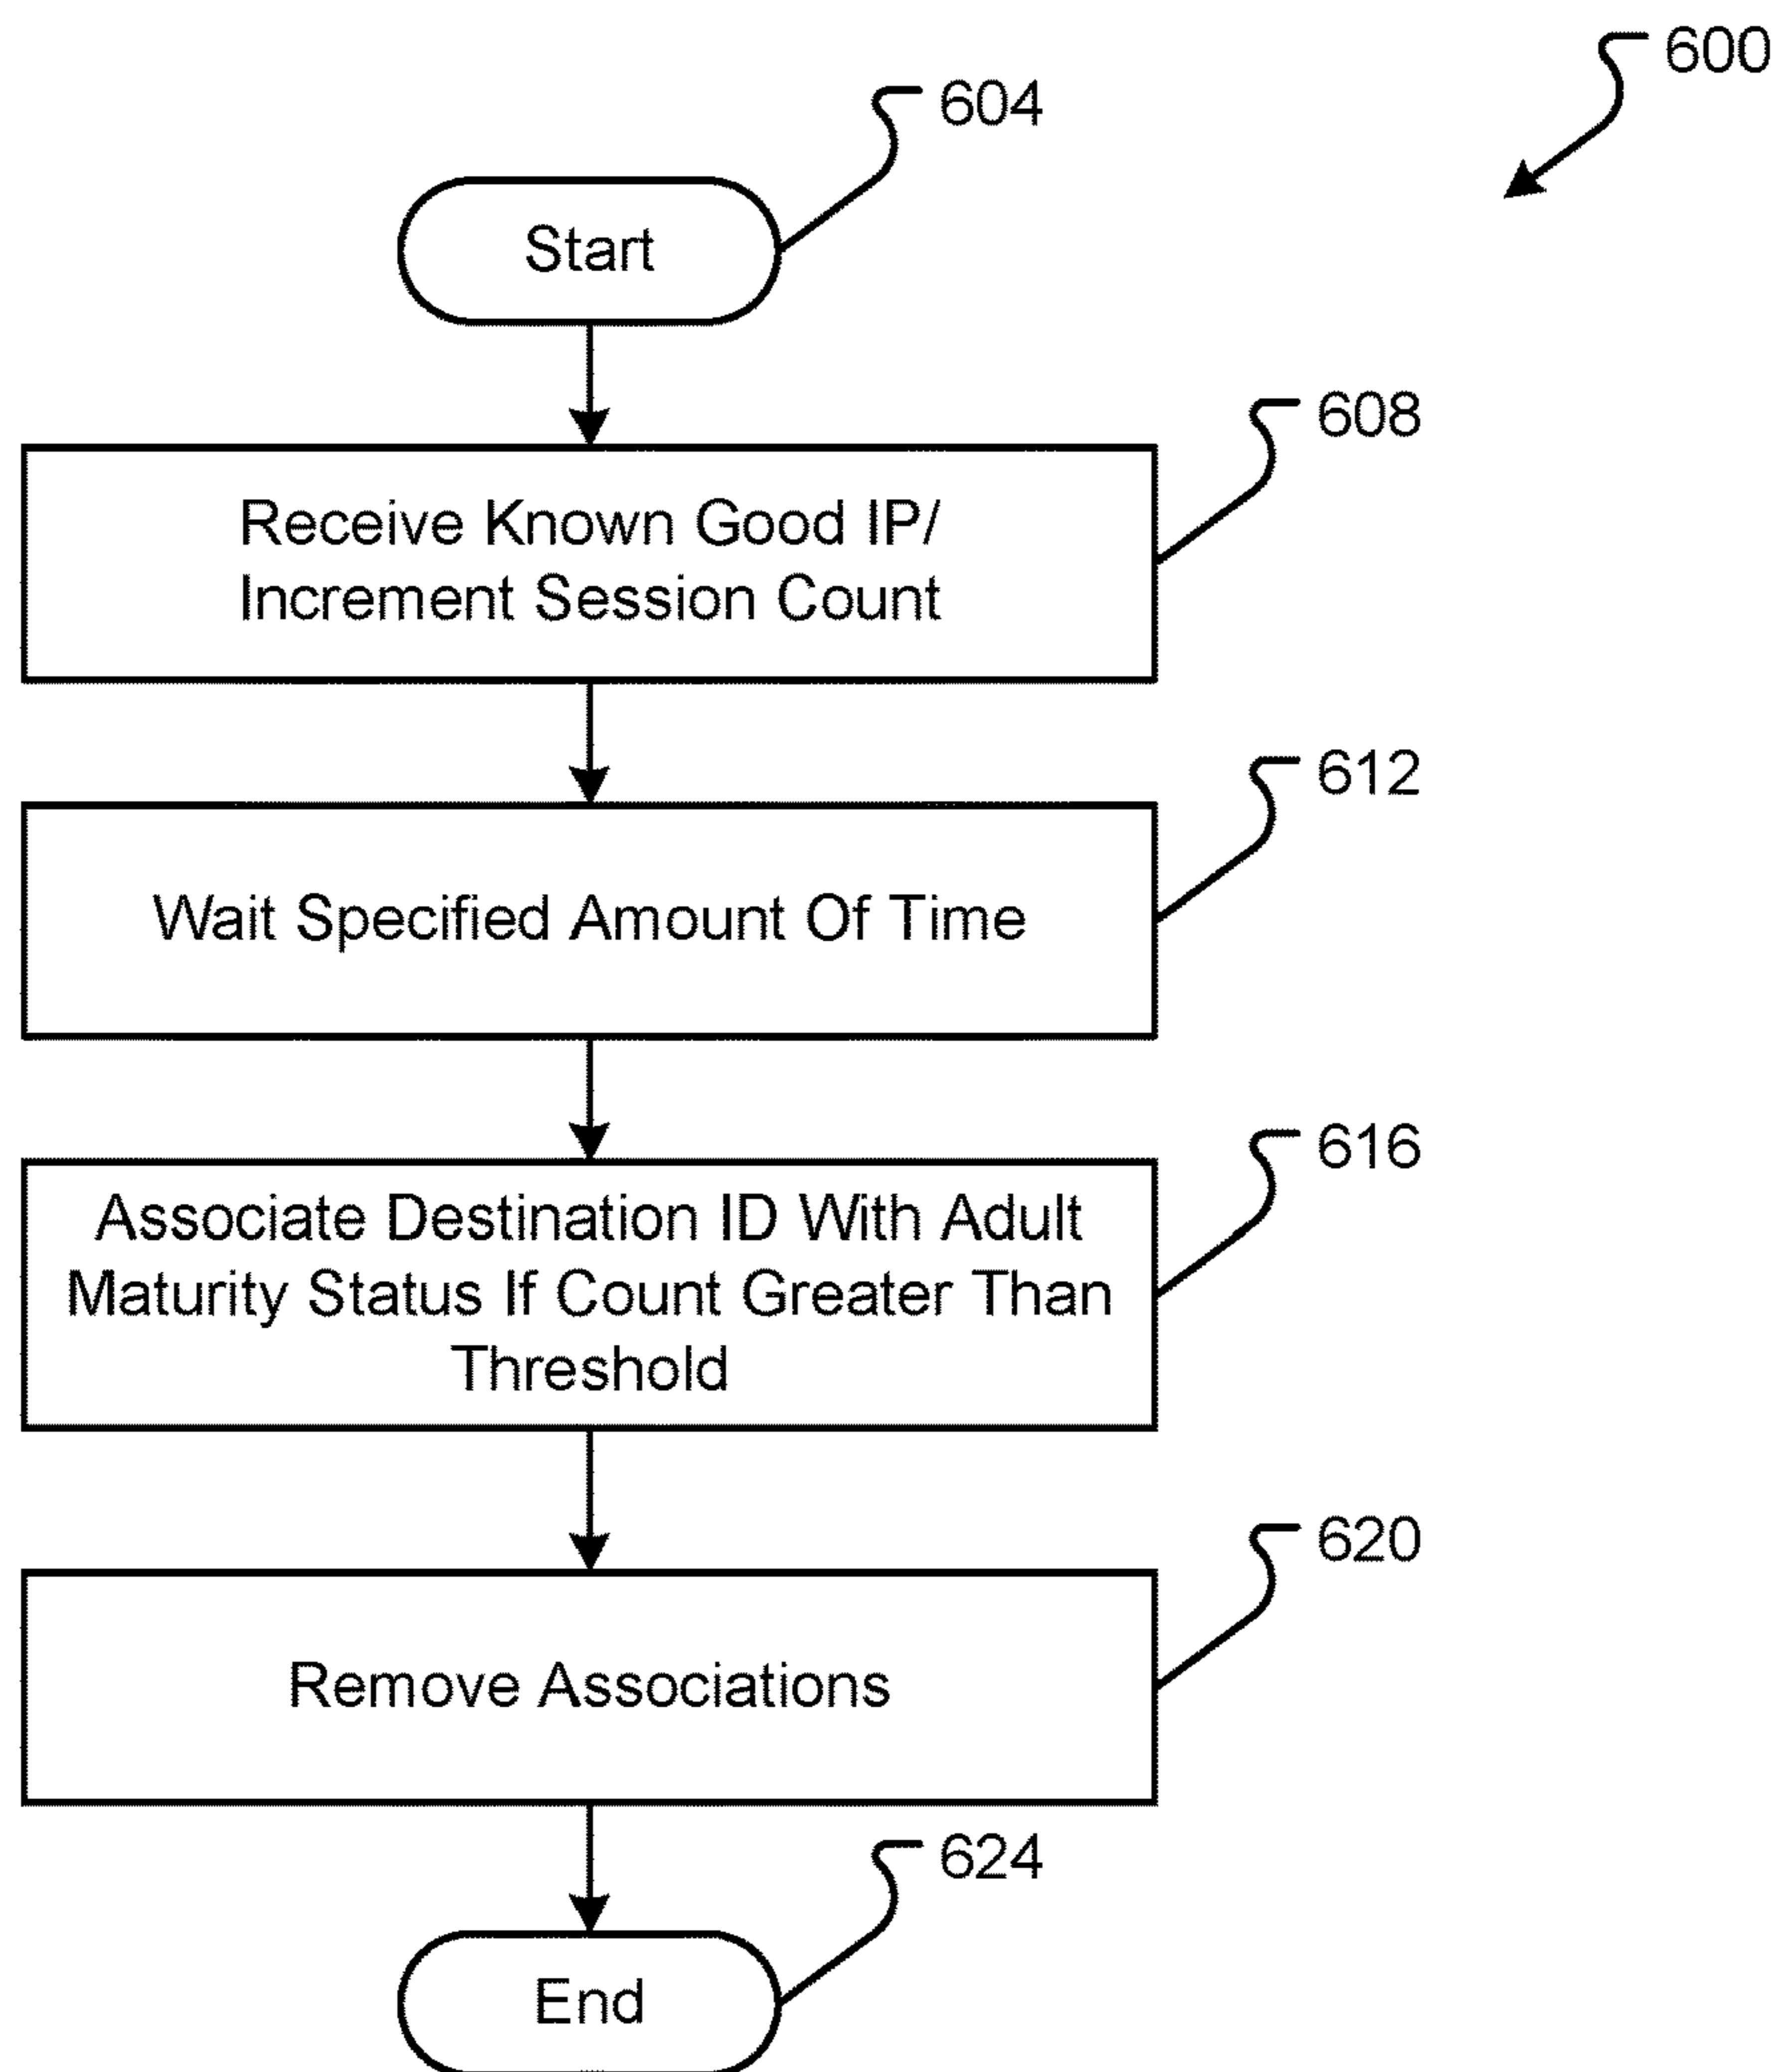 600
604
Start
608
Receive Known Good IP/
Increment Session Count
612
Wait Specified Amount Of Time
616
Associate Destination ID With Adult
Maturity Status If Count Greater Than
Threshold
620
Remove Associations
624
End